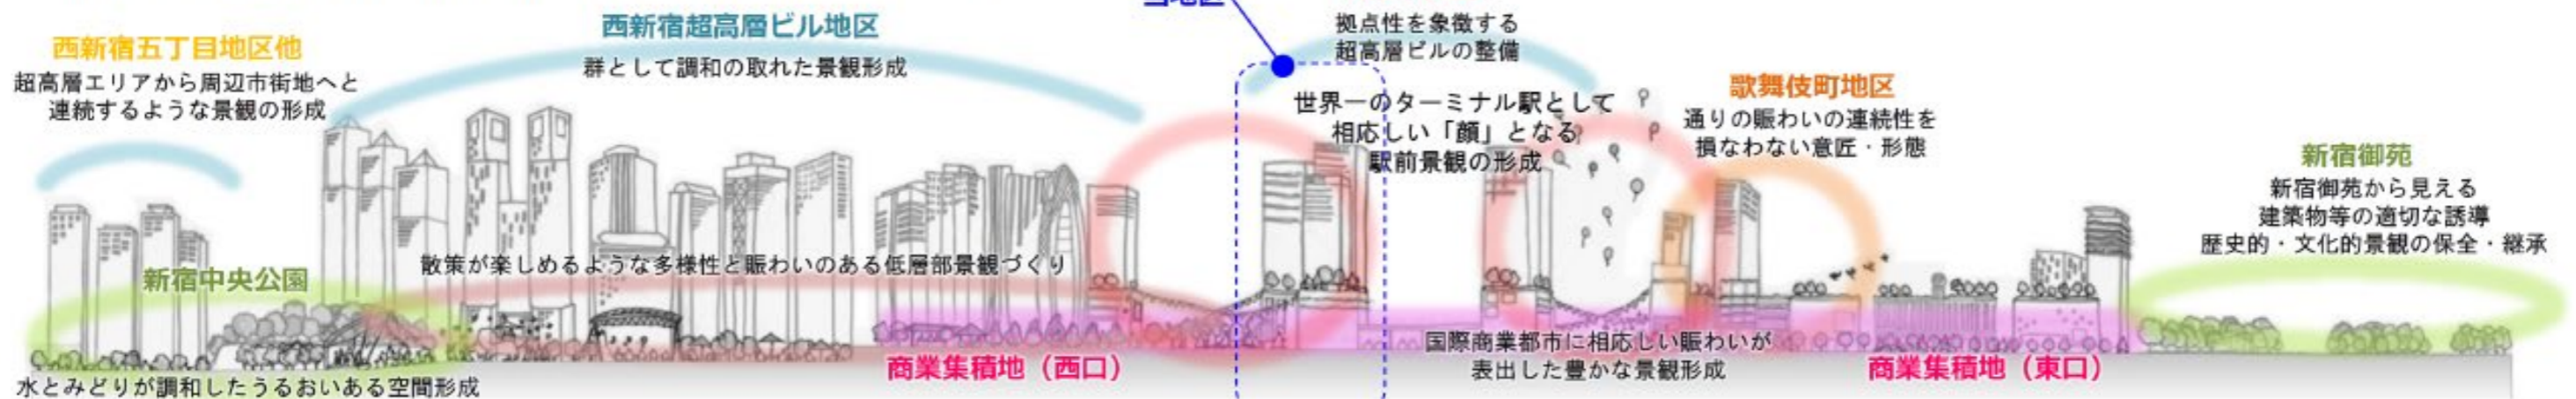 西新宿五丁目地区他
超高層エリアから周辺市街地へと
連続するような景観の形成
西新宿超高層ビル地区
群として調和の取れた景観形成
当地区
拠点性を象徴する
超高層ビルの整備
世界一のターミナル駅として
相応しい「顔」となる
駅前景観の形成
歌舞伎町地区
通りの賑わいの連続性を
損なわない意匠・形態
新宿御苑
新宿御苑から見える
建築物等の適切な誘導
歴史的・文化的景観の保全・継承
新宿中央公園
散策が楽しめるような多様性と賑わいのある低層部景観づくり
水とみどりが調和したうるおいある空間形成
商業集積地（西口）
国際商業都市に相応しい賑わいが
表出した豊かな景観形成
商業集積地（東口）